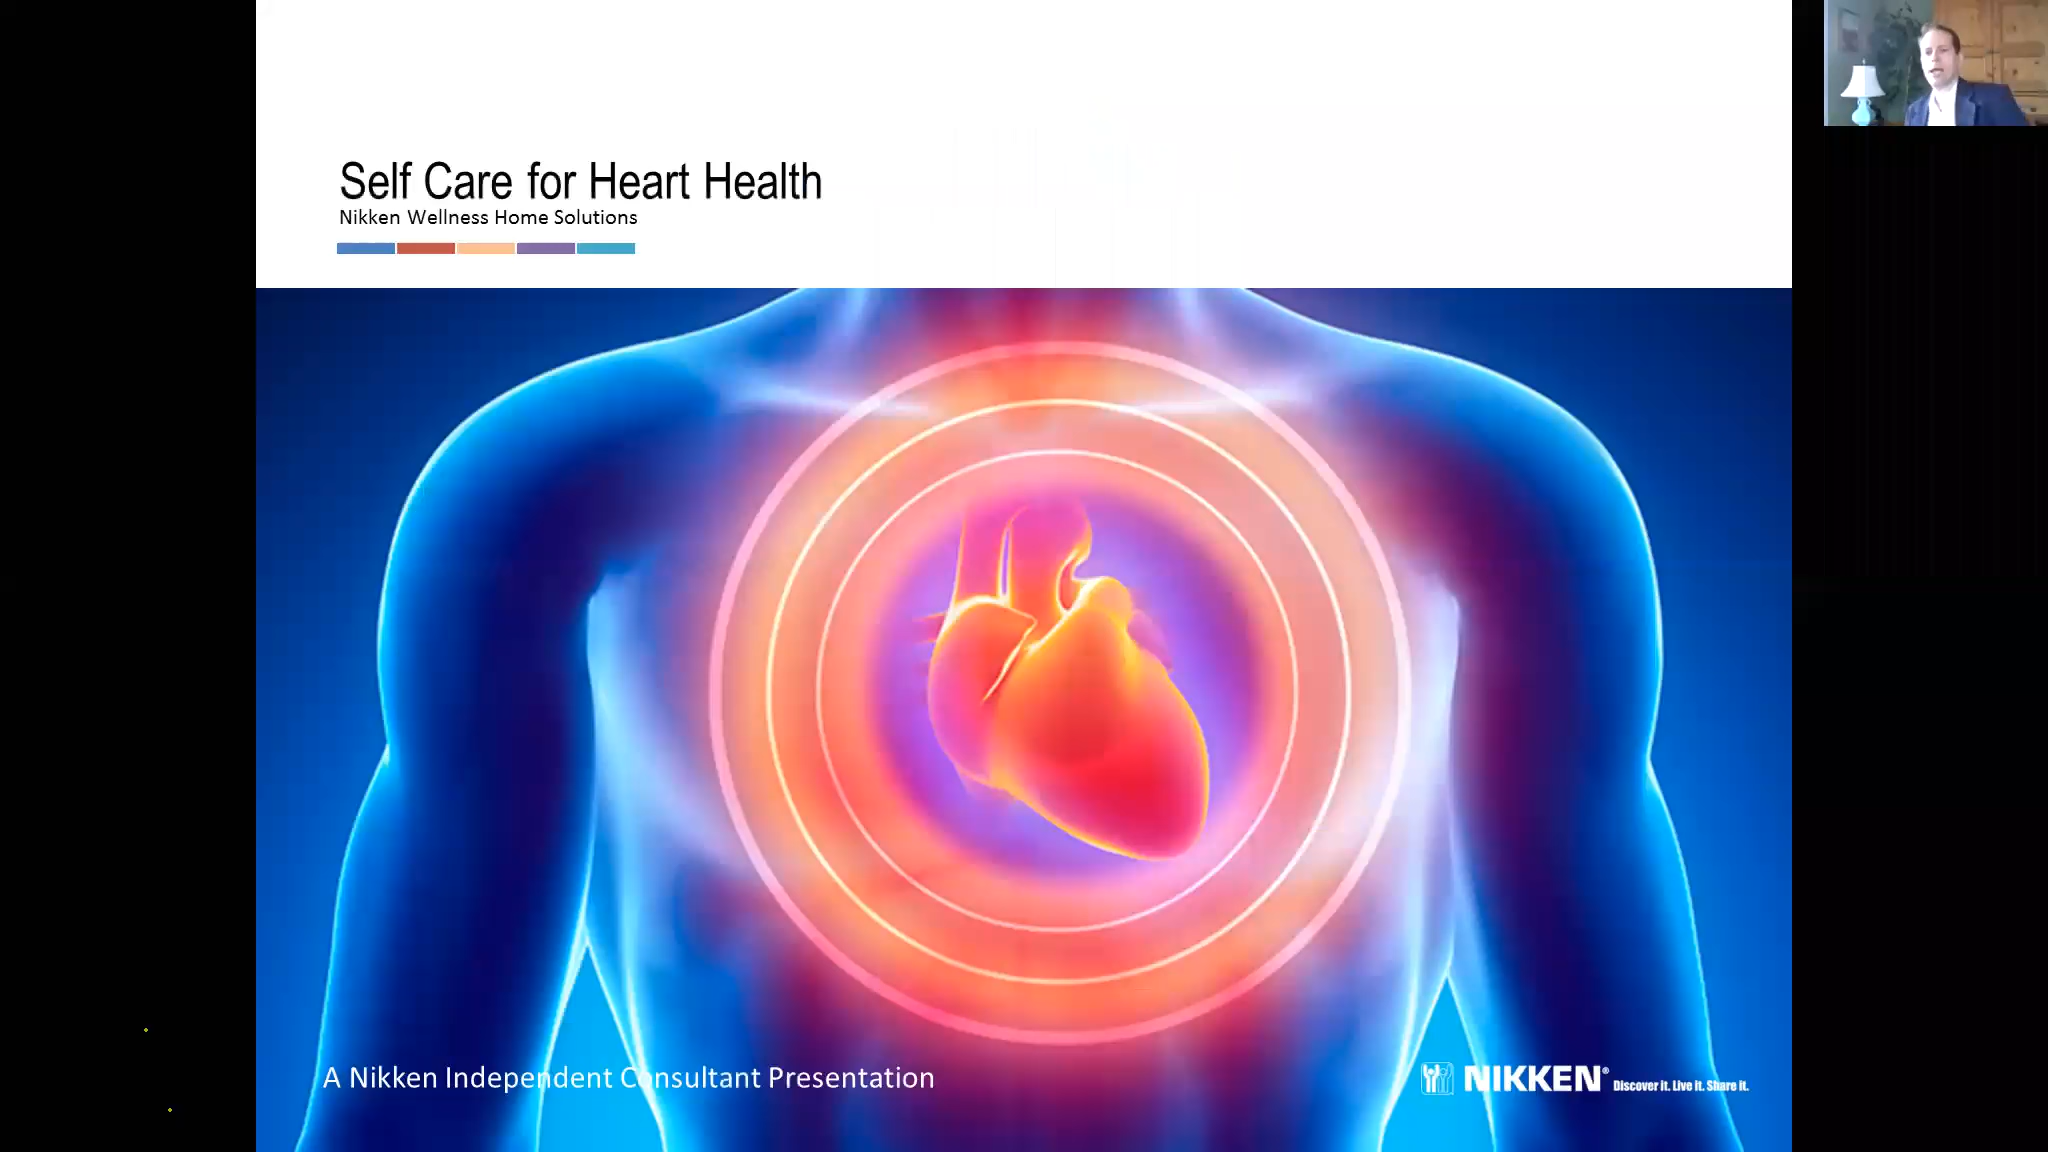 Self Care for Heart Health
Nikken Wellness Home Solutions
A Nikken Independent Consultant Presentation
NIKKEN® Discover it. Live it. Share it.